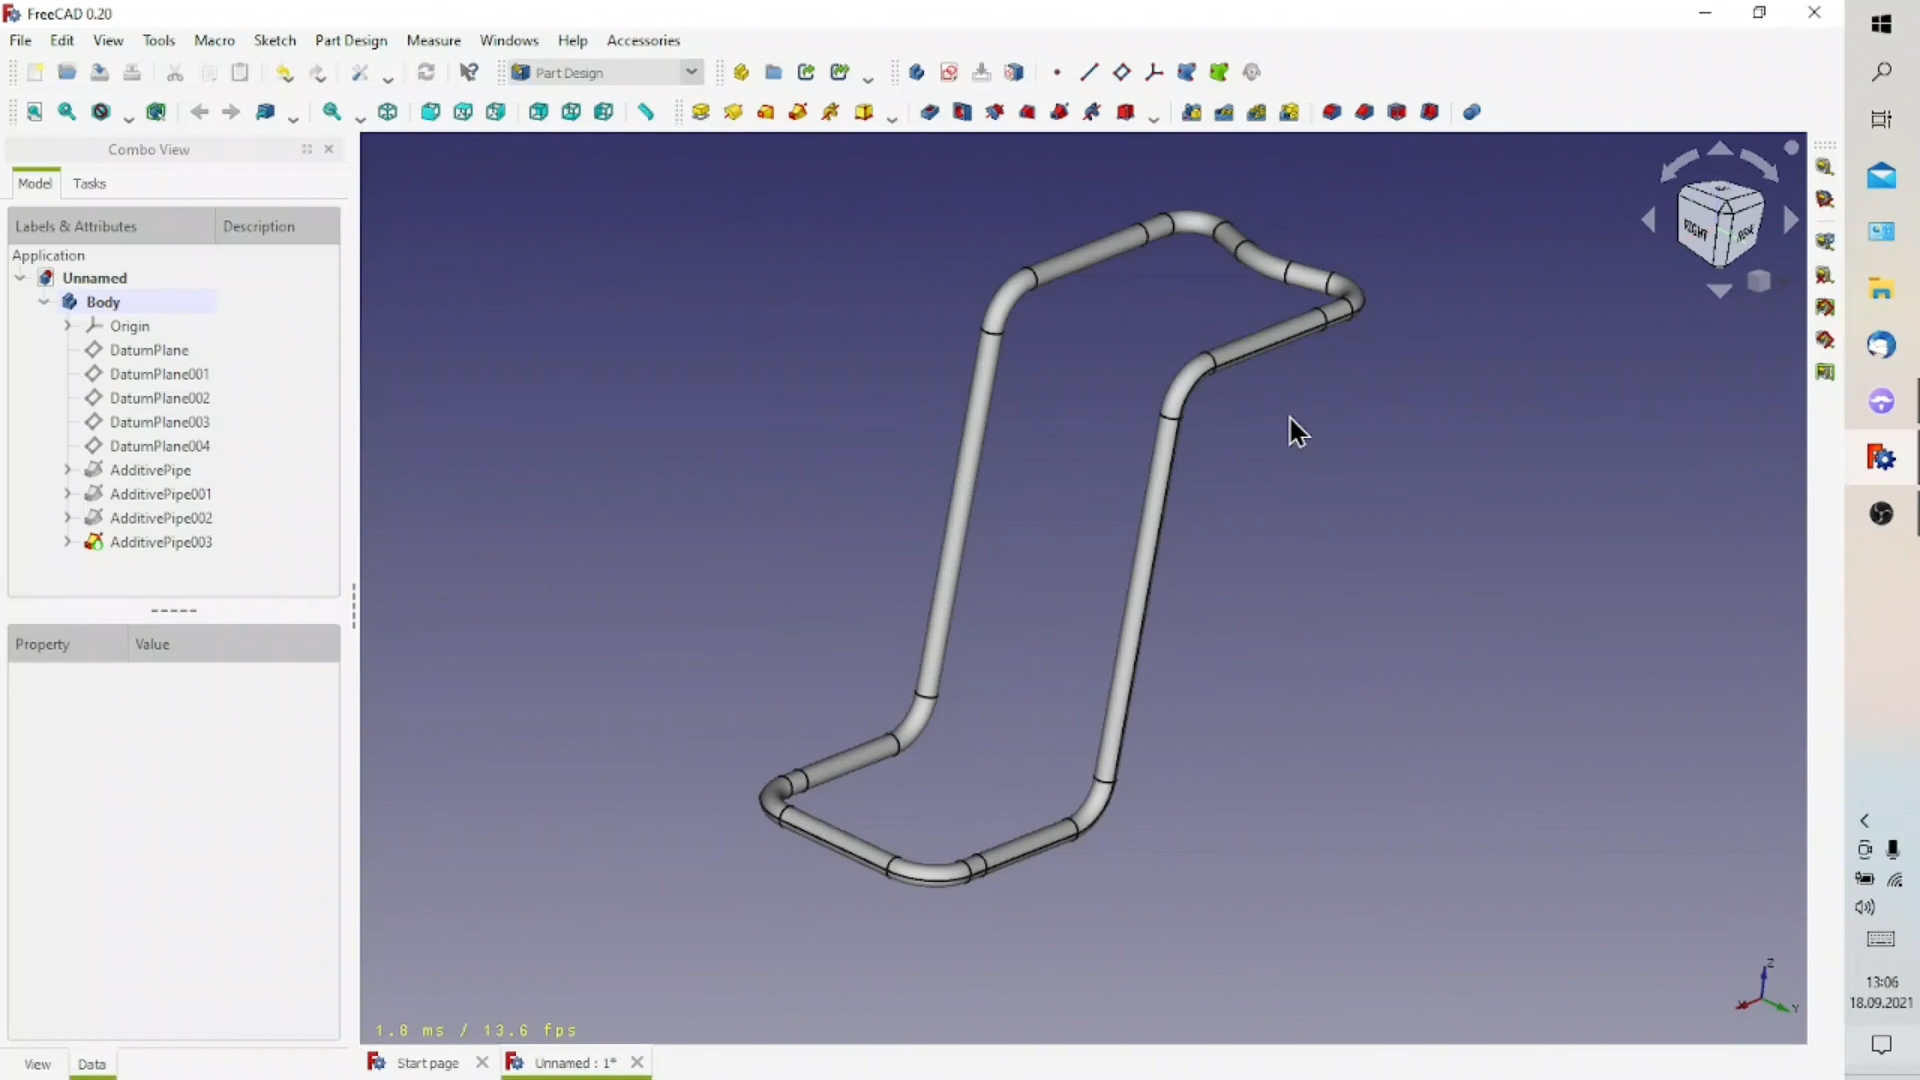 FreeCAD 0.20
File Edit View Tools Macro Sketch Part Design Measure Windows Help Accessories
Part Design
Combo View
Model Tasks
Labels & Attributes Description
Application
Unnamed
Body
Origin
DatumPlane
DatumPlane001
DatumPlane002
DatumPlane003
DatumPlane004
AdditivePipe
AdditivePipe001
AdditivePipe002
AdditivePipe003
Property Value
RIGHT
Z
Y
1.8 ms / 13.6 fps
View Data
Start page
Unnamed : 1*
13:06
18.09.2021